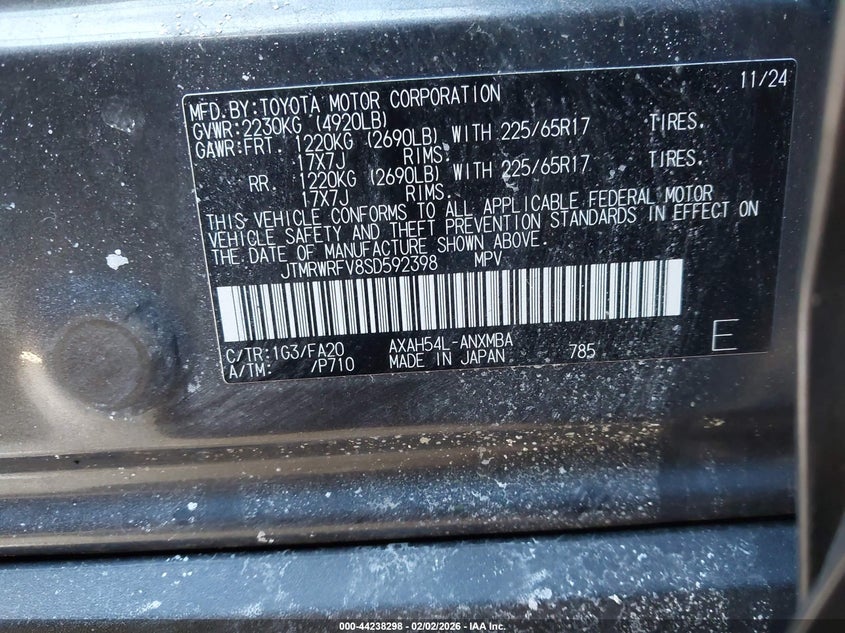 11/24
MFD.BY:TOYOTA MOTOR CORPORATION
GVWR:2230KG (4920LB)
GAWR:FRT. 1220KG (2690LB) WITH 225/65R17 TIRES.
17X7J RIMS.
RR. 1220KG (2690LB) WITH 225/65R17 TIRES.
17X7J RIMS.
THIS VEHICLE CONFORMS TO ALL APPLICABLE FEDERAL MOTOR
VEHICLE SAFETY AND THEFT PREVENTION STANDARDS IN EFFECT ON
THE DATE OF MANUFACTURE SHOWN ABOVE.
JTMRWRFV8SD592398 MPV
C/TR:1G3/FA20 AXAH54L-ANXMBA
A/TM: /P710 MADE IN JAPAN 785 E
000-44238298 - 02/02/2026 - IAA Inc.